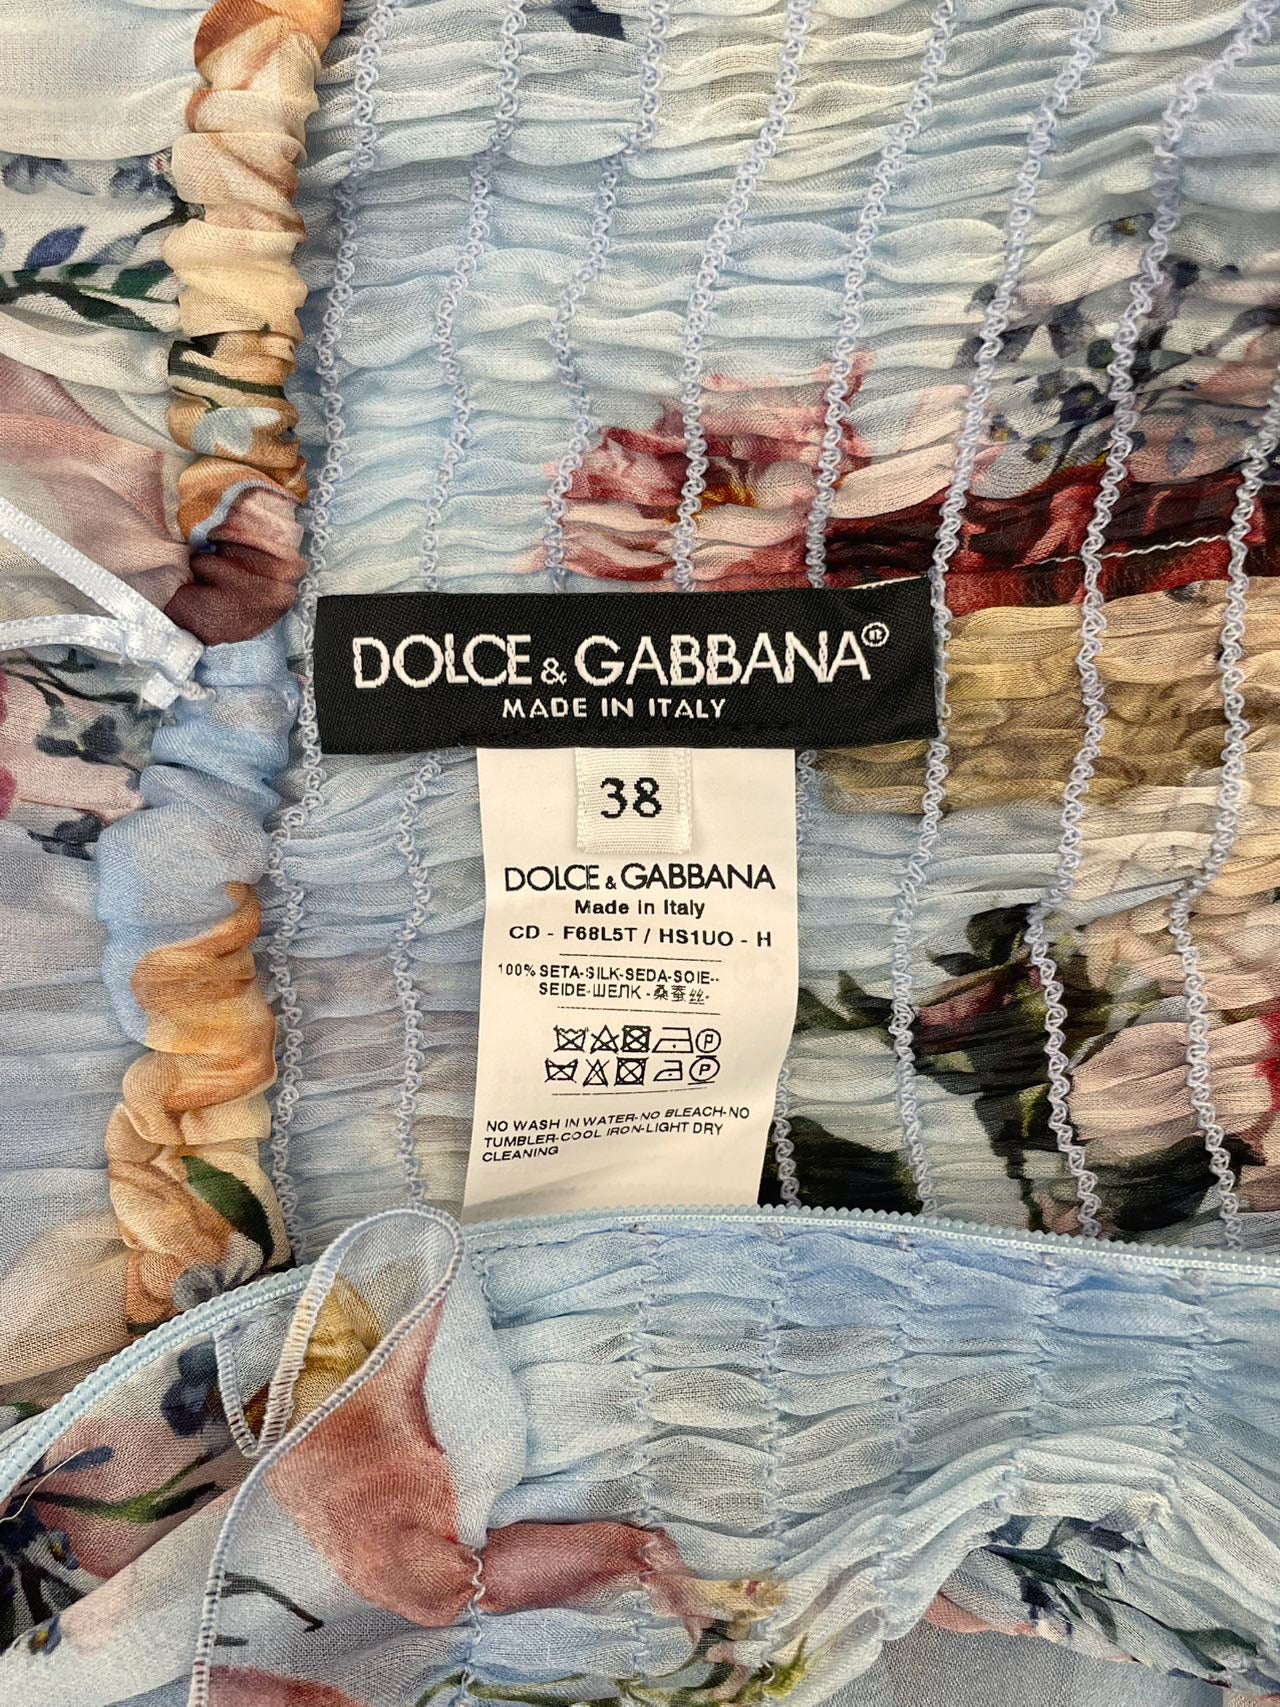 DOLCE & GABBANA®
MADE IN ITALY
38
DOLCE & GABBANA
Made in Italy
CD - F68L5T / HS1UO - H
100% SETA-SILK-SEDA-SOIE--
SEIDE-ШЕЛК-桑蚕丝-
P
P
NO WASH IN WATER-NO BLEACH-NO
TUMBLER-COOL IRON-LIGHT DRY
CLEANING